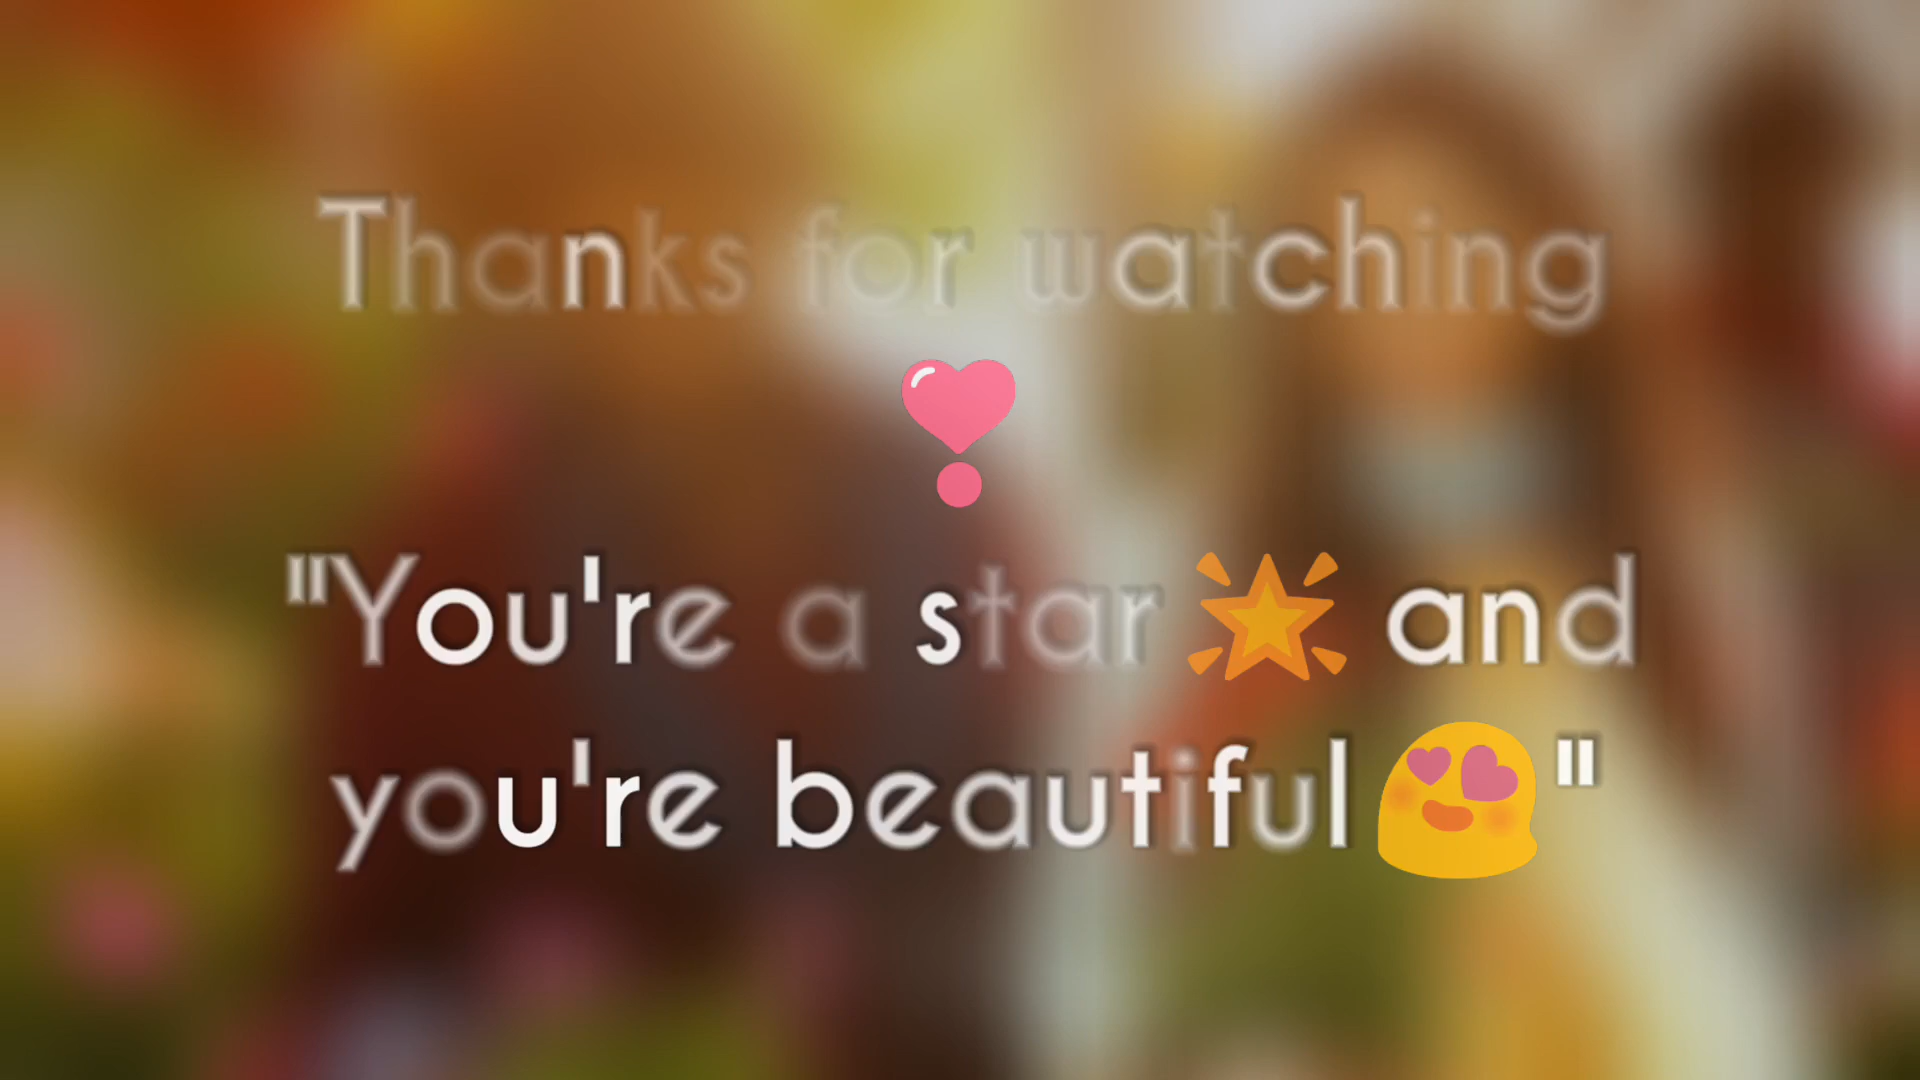 Thanks for watching
❣
"You're a star 🌟 and
you're beautiful 😍 "